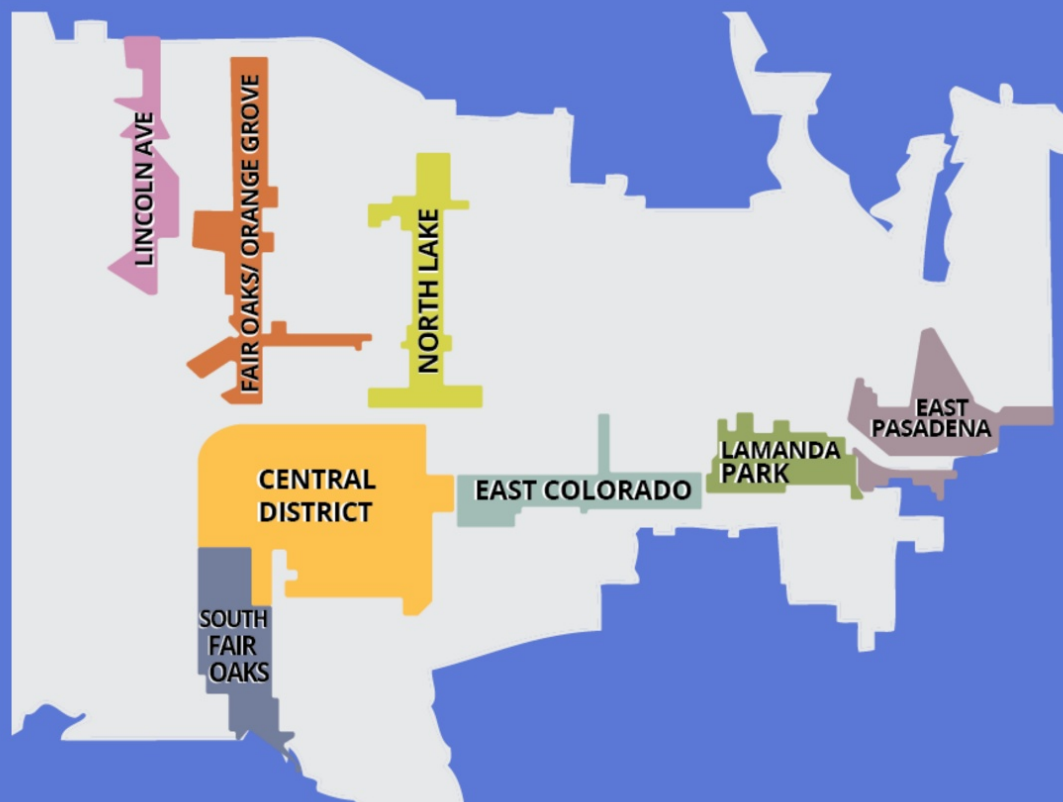 LINCOLN AVE
FAIR OAKS/ ORANGE GROVE
NORTH LAKE
EAST
PASADENA
LAMANDA
PARK
EAST COLORADO
CENTRAL
DISTRICT
SOUTH
FAIR
OAKS